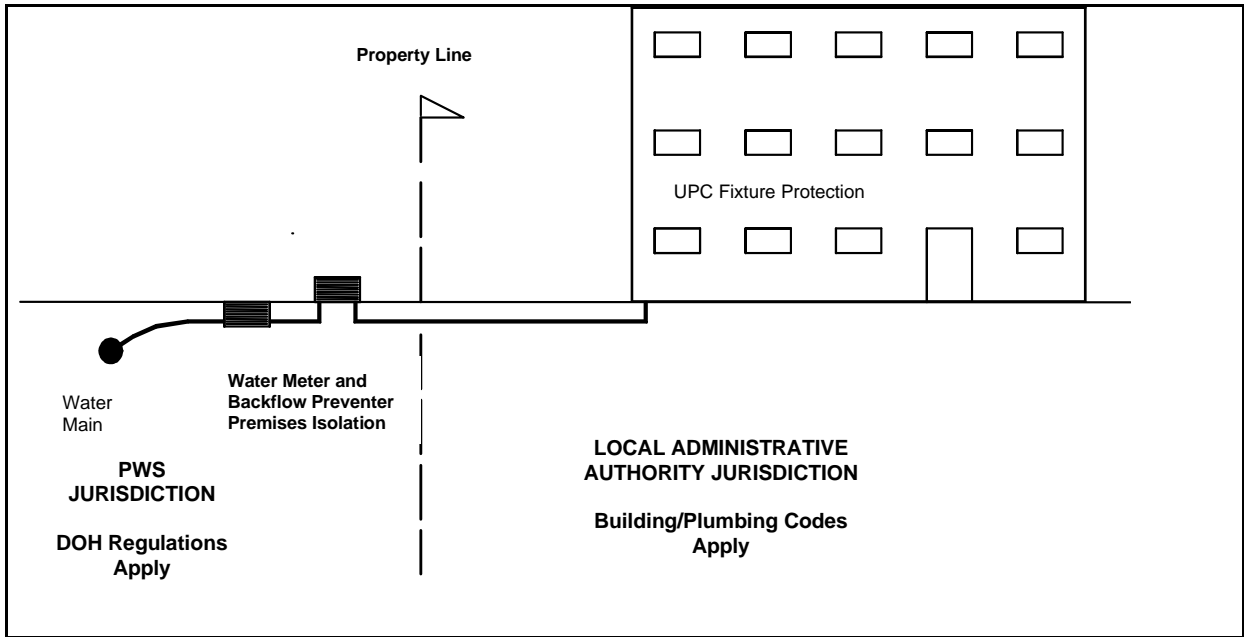 Property Line
UPC Fixture Protection
Water Meter and
Backflow Preventer
Premises Isolation
Water
Main
PWS
JURISDICTION
DOH Regulations
Apply
LOCAL ADMINISTRATIVE
AUTHORITY JURISDICTION
Building/Plumbing Codes
Apply